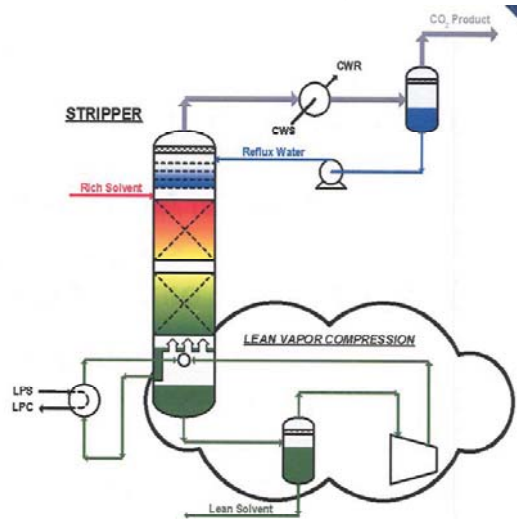 CO₂ Product
CWR
STRIPPER
CWS
Reflux Water
Rich Solvent
LEAN VAPOR COMPRESSION
LPS
LPC
Lean Solvent